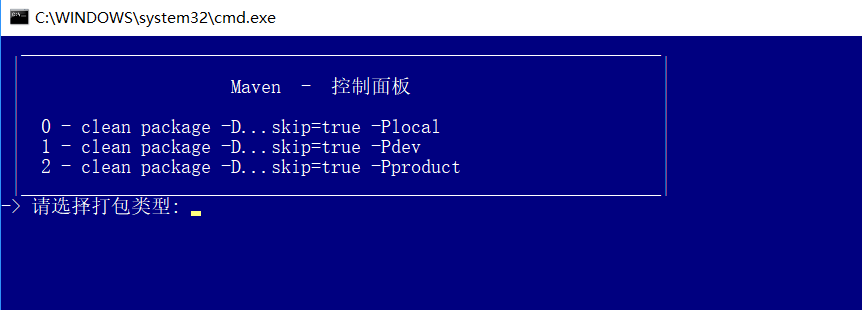 C:\WINDOWS\system32\cmd.exe
Maven - 控制面板
0 - clean package -D...skip=true -Plocal
1 - clean package -D...skip=true -Pdev
2 - clean package -D...skip=true -Pproduct
-> 请选择打包类型: